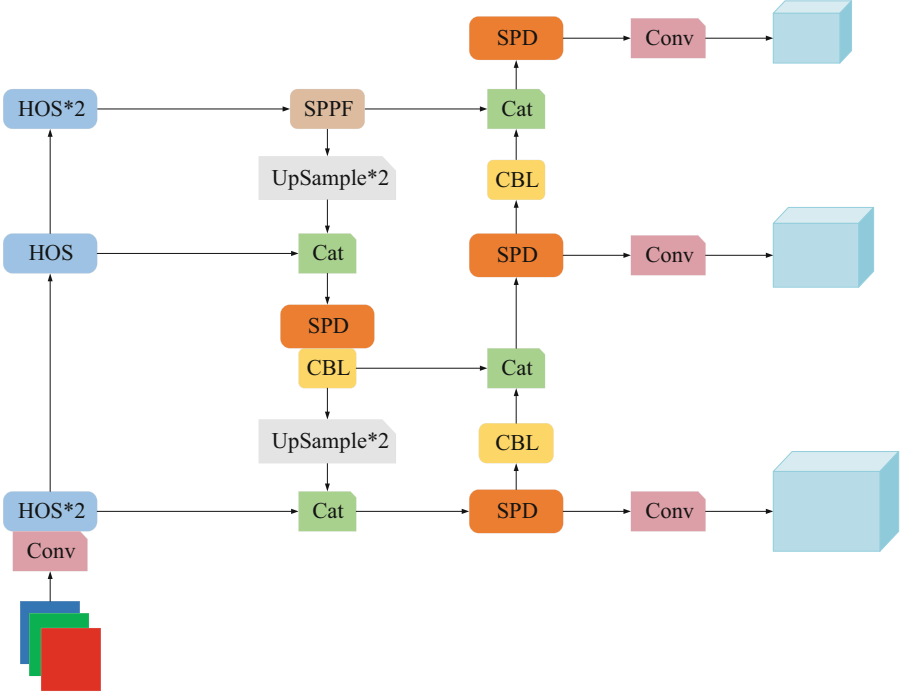 SPD
Conv
HOS*2
SPPF
Cat
UpSample*2
CBL
HOS
Cat
SPD
Conv
SPD
CBL
Cat
UpSample*2
CBL
HOS*2
Cat
SPD
Conv
Conv